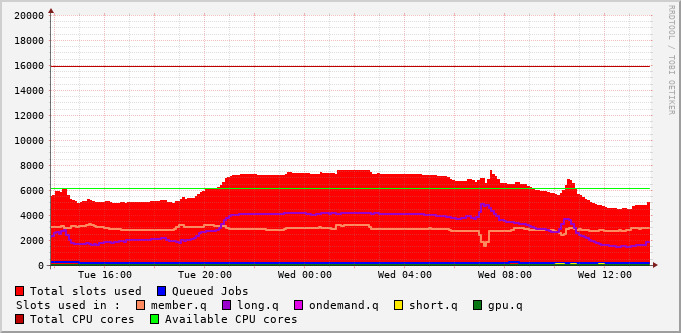 RRDTOOL / TOBI OETIKER
20000
18000
16000
14000
12000
10000
8000
6000
4000
2000
0
Tue 16:00 Tue 20:00 Wed 00:00 Wed 04:00 Wed 08:00 Wed 12:00
Total slots used Queued Jobs
Slots used in : member.q long.q ondemand.q short.q gpu.q
Total CPU cores Available CPU cores